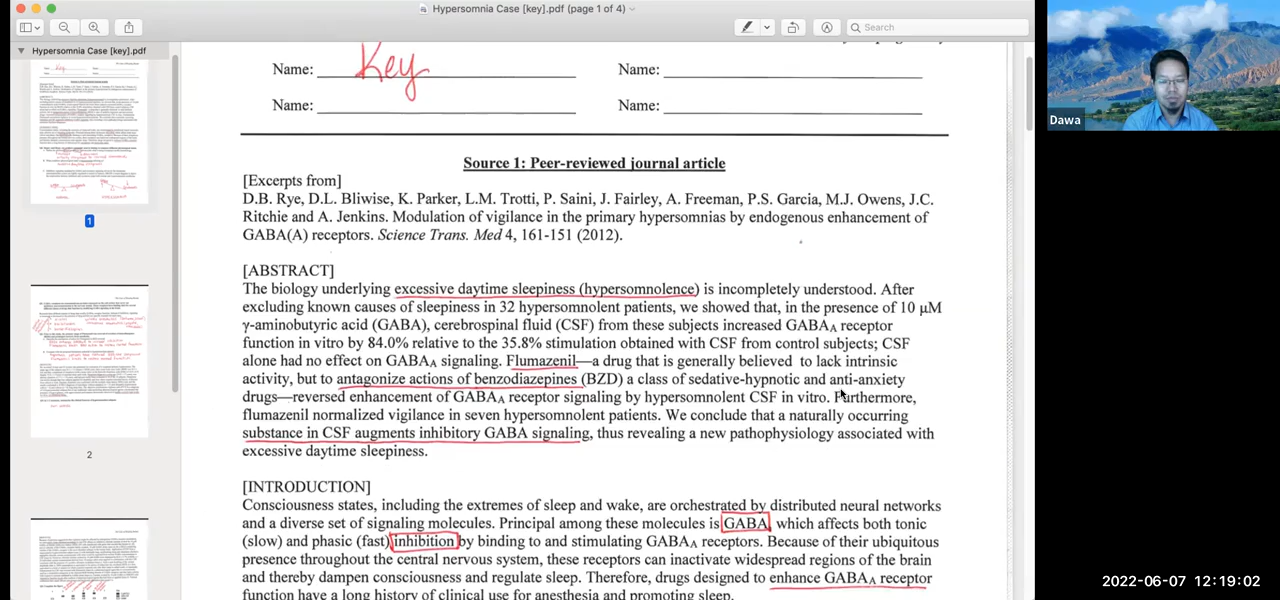 Hypersomnia Case [key].pdf (page 1 of 4)
Search
Hypersomnia Case [key].pdf
1
2
Name: Key
Name:
Name:
Name:
Source 1: Peer-reviewed journal article
[Excerpts from]
D.B. Rye, D.L. Bliwise, K. Parker, L.M. Trotti, P. Saini, J. Fairley, A. Freeman, P.S. Garcia, M.J. Owens, J.C.
Ritchie and A. Jenkins. Modulation of vigilance in the primary hypersomnias by endogenous enhancement of
GABA(A) receptors. Science Trans. Med 4, 161-151 (2012).
[ABSTRACT]
The biology underlying excessive daytime sleepiness (hypersomnolence) is incompletely understood. After
excluding known causes of sleepiness in 32 hypersomnolent patients, we showed that, in the presence of 10 μM
γ-aminobutyric acid (GABA), cerebrospinal fluid (CSF) from these subjects increased GABAA receptor
function in vitro by 84.0% relative to the 35.8% stimulation obtained with CSF from control subjects; CSF
alone had no effect on GABAA signaling. Flumazenil—a drug that is generally believed to lack intrinsic
activity and to antagonize actions of benzodiazepines (BZD) a class of sedative-hypnotic and anti-anxiety
drugs—reversed enhancement of GABAA receptor signaling by hypersomnolent CSF in vitro. Furthermore,
flumazenil normalized vigilance in seven hypersomnolent patients. We conclude that a naturally occurring
substance in CSF augments inhibitory GABA signaling, thus revealing a new pathophysiology associated with
excessive daytime sleepiness.
[INTRODUCTION]
Consciousness states, including the extremes of sleep and wake, are orchestrated by distributed neural networks
and a diverse set of signaling molecules. Principal among these molecules is GABA, which affects both tonic
(slow) and phasic (fast) inhibition by binding to and stimulating GABAA receptors. Because of their ubiquitous
presence in the central nervous system, these receptors can inactivate widespread regions of the brain
and thereby dampen consciousness and regulate sleep. Therefore, drugs designed to enhance GABAA receptor
function have a long history of clinical use for anesthesia and promoting sleep.
Dawa
2022-06-07 12:19:02